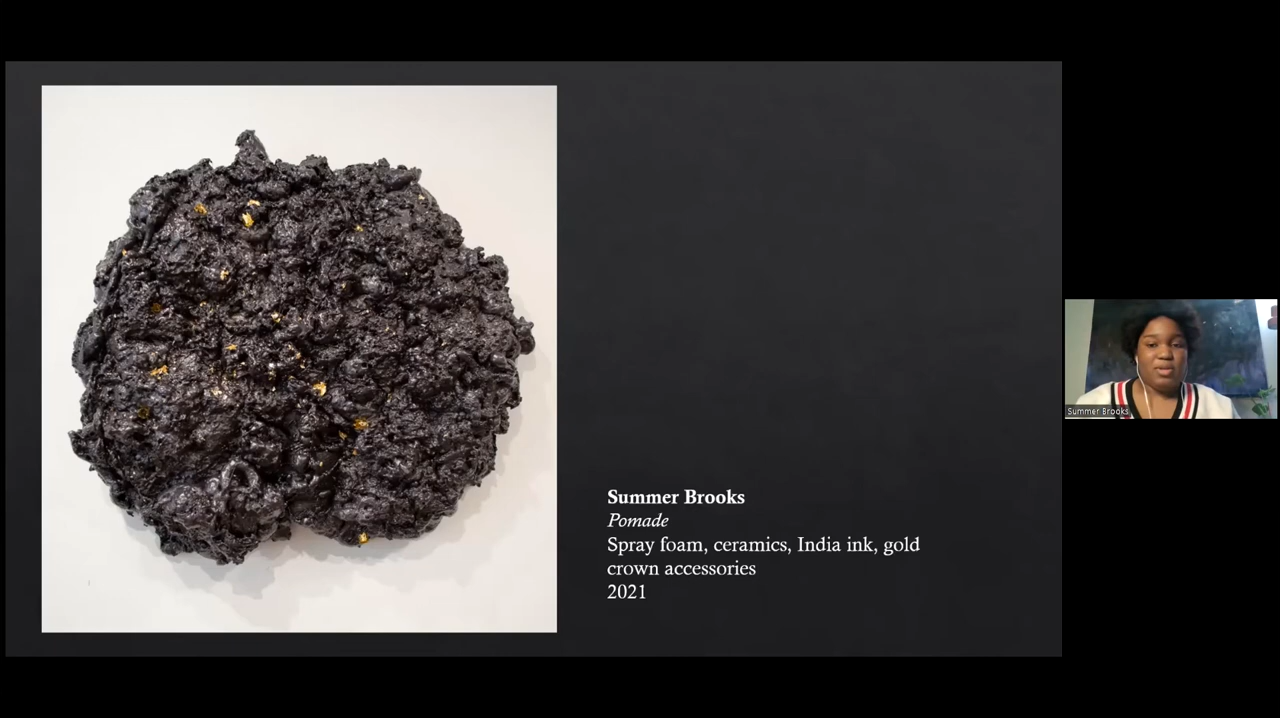 Summer Brooks
Pomade
Spray foam, ceramics, India ink, gold
crown accessories
2021
Summer Brooks